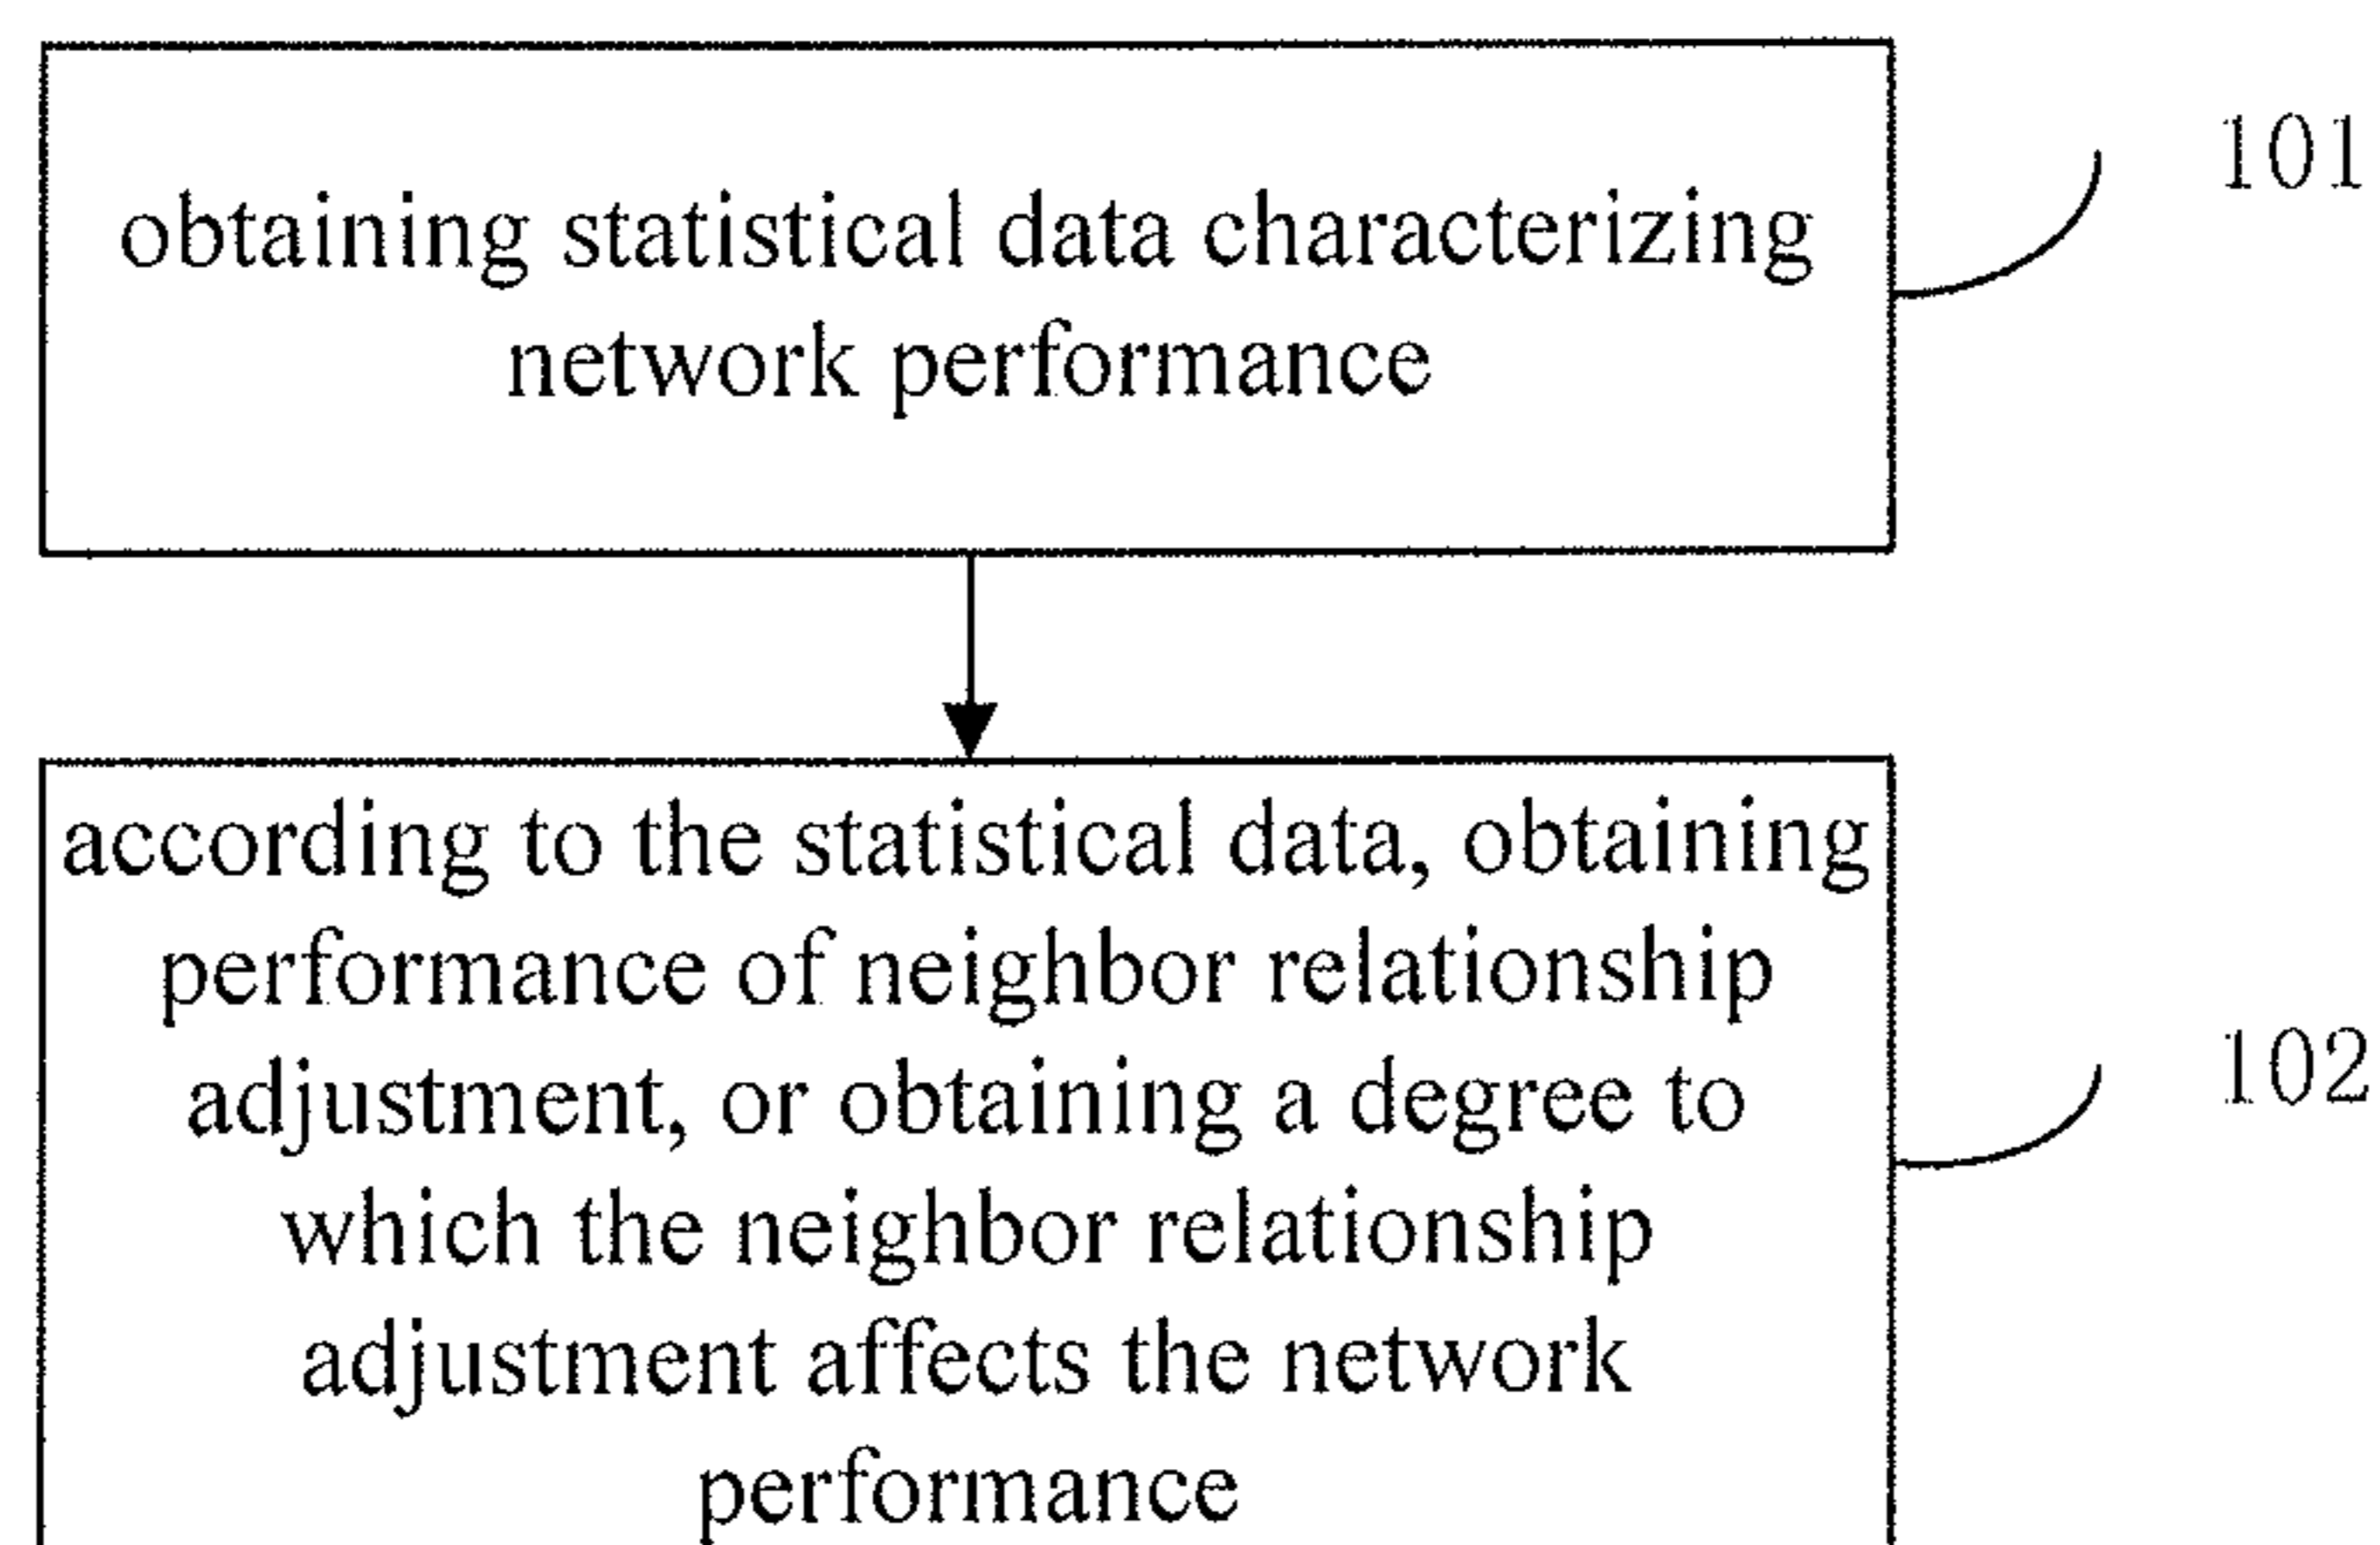 obtaining statistical data characterizing
network performance
101
according to the statistical data, obtaining
performance of neighbor relationship
adjustment, or obtaining a degree to
which the neighbor relationship
adjustment affects the network
performance
102